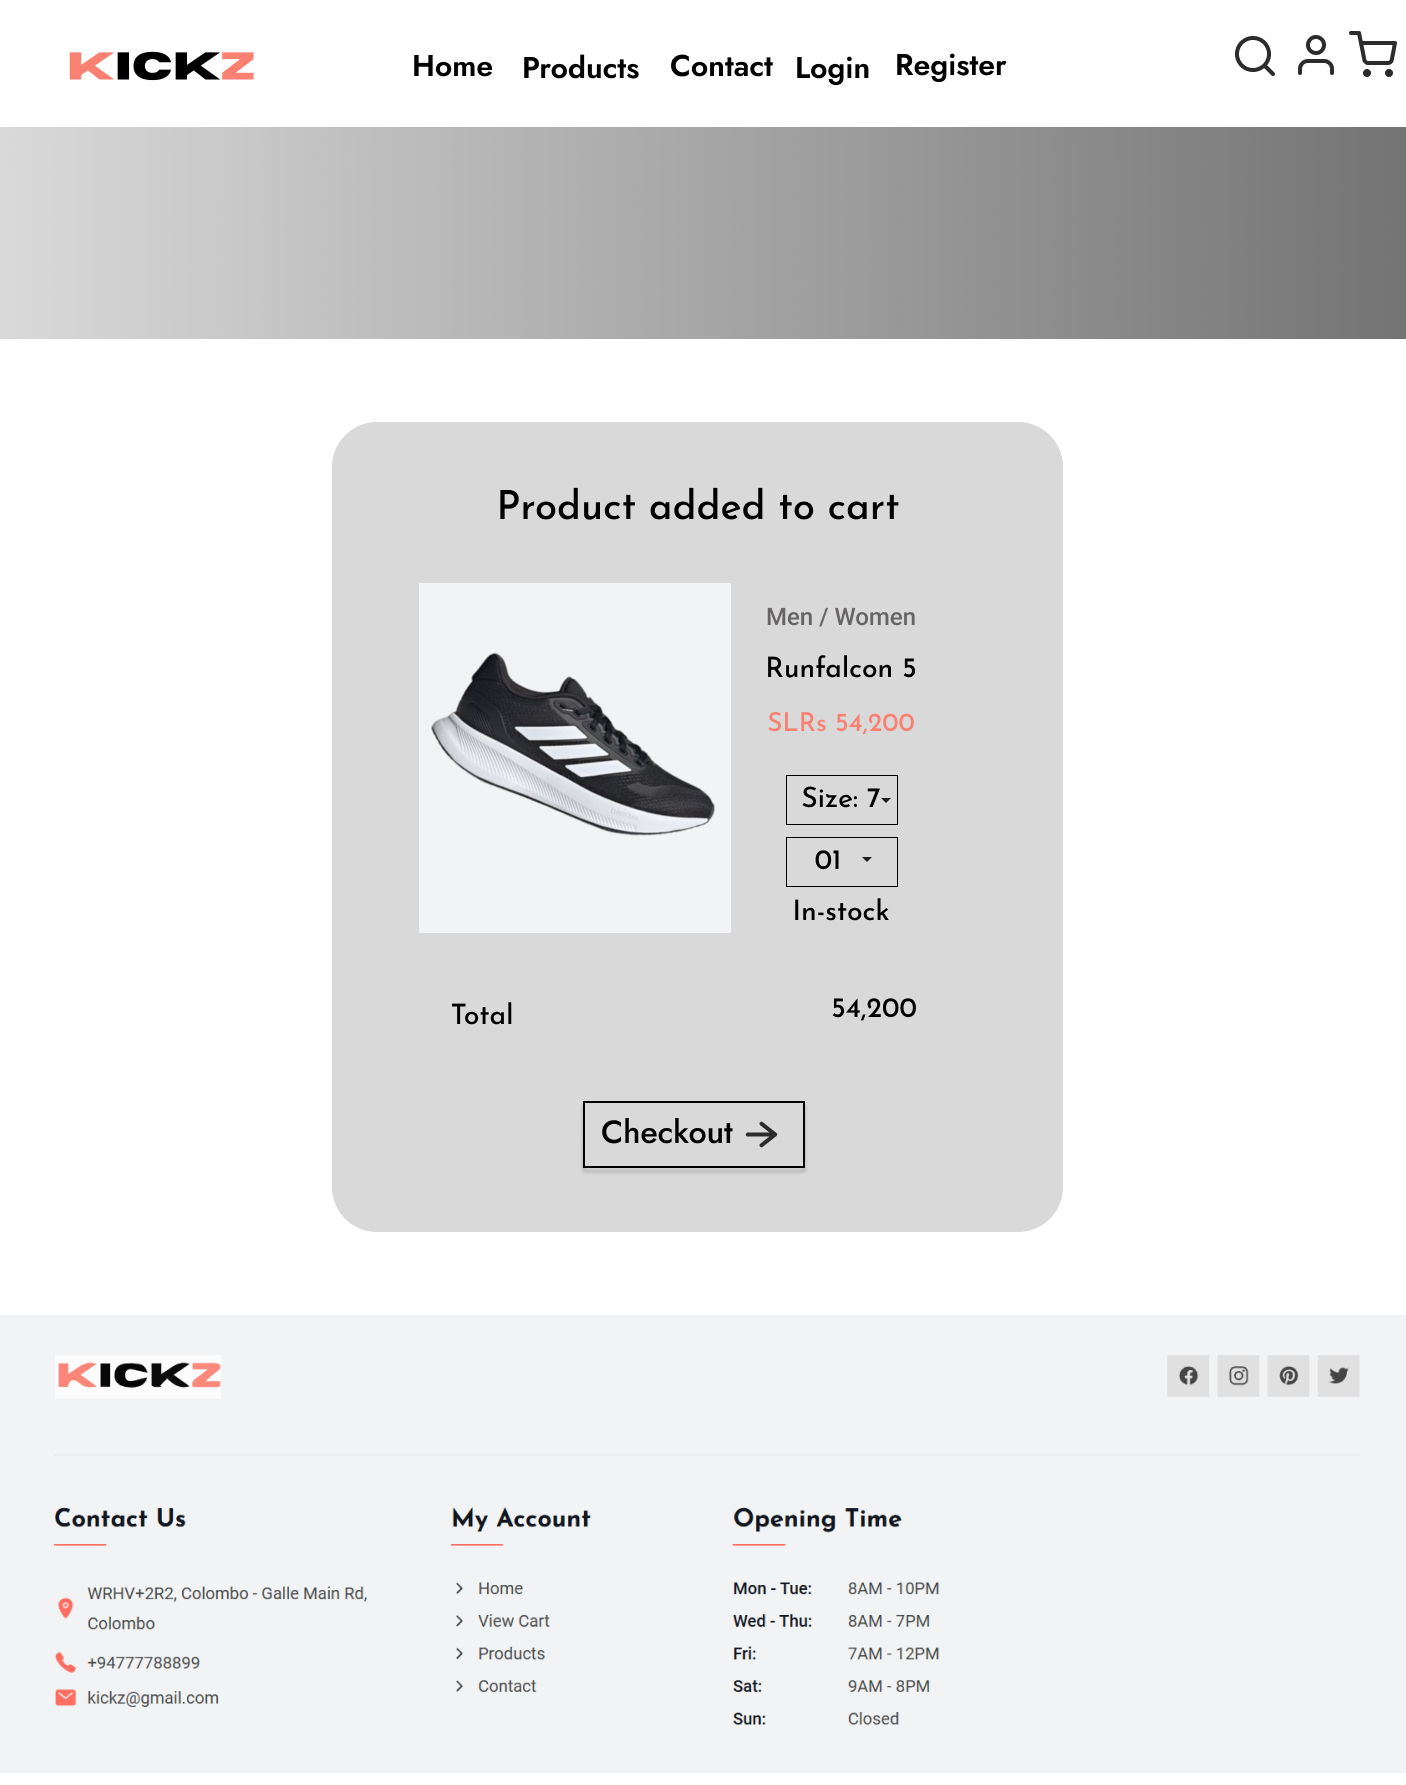 KICKZ
Home Products Contact Login Register
Product added to cart
Men / Women
Runfalcon 5
SLRs 54,200
Size: 7
01
In-stock
Total 54,200
Checkout
KICKZ
Contact Us
WRHV+2R2, Colombo - Galle Main Rd,
Colombo
+94777788899
kickz@gmail.com
My Account
Home
View Cart
Products
Contact
Opening Time
Mon - Tue: 8AM - 10PM
Wed - Thu: 8AM - 7PM
Fri: 7AM - 12PM
Sat: 9AM - 8PM
Sun: Closed